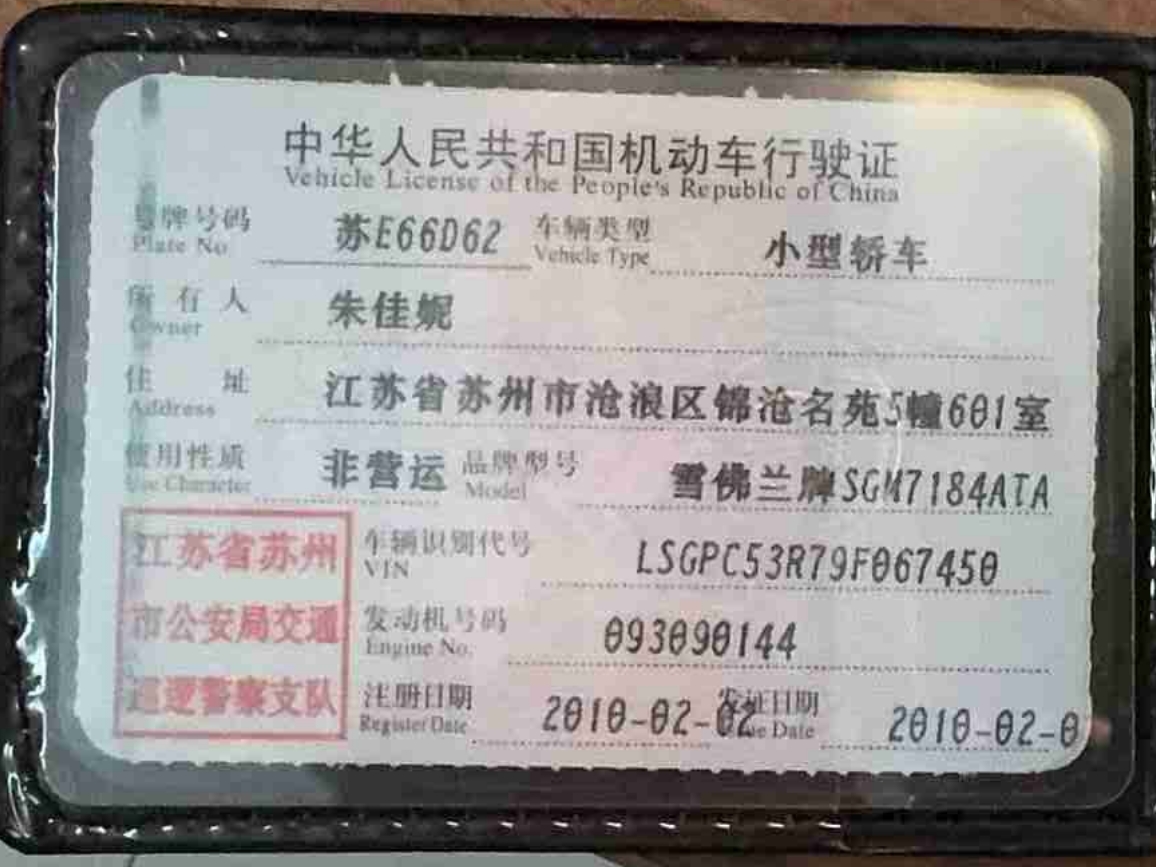 中华人民共和国机动车行驶证
Vehicle License of the People's Republic of China
号牌号码 苏E66D62 车辆类型 小型轿车
Plate No Vehicle Type
所有人 朱佳妮
Owner
住址 江苏省苏州市沧浪区锦沧名苑5幢601室
Address
使用性质 非营运 品牌型号 雪佛兰牌SGM7184ATA
Use Character Model
江苏省苏州 车辆识别代号 LSGPC53R79F067450
VIN
市公安局交通 发动机号码 093090144
Engine No.
巡逻警察支队 注册日期 2010-02-02 发证日期 2010-02-0
Register Date Issue Date